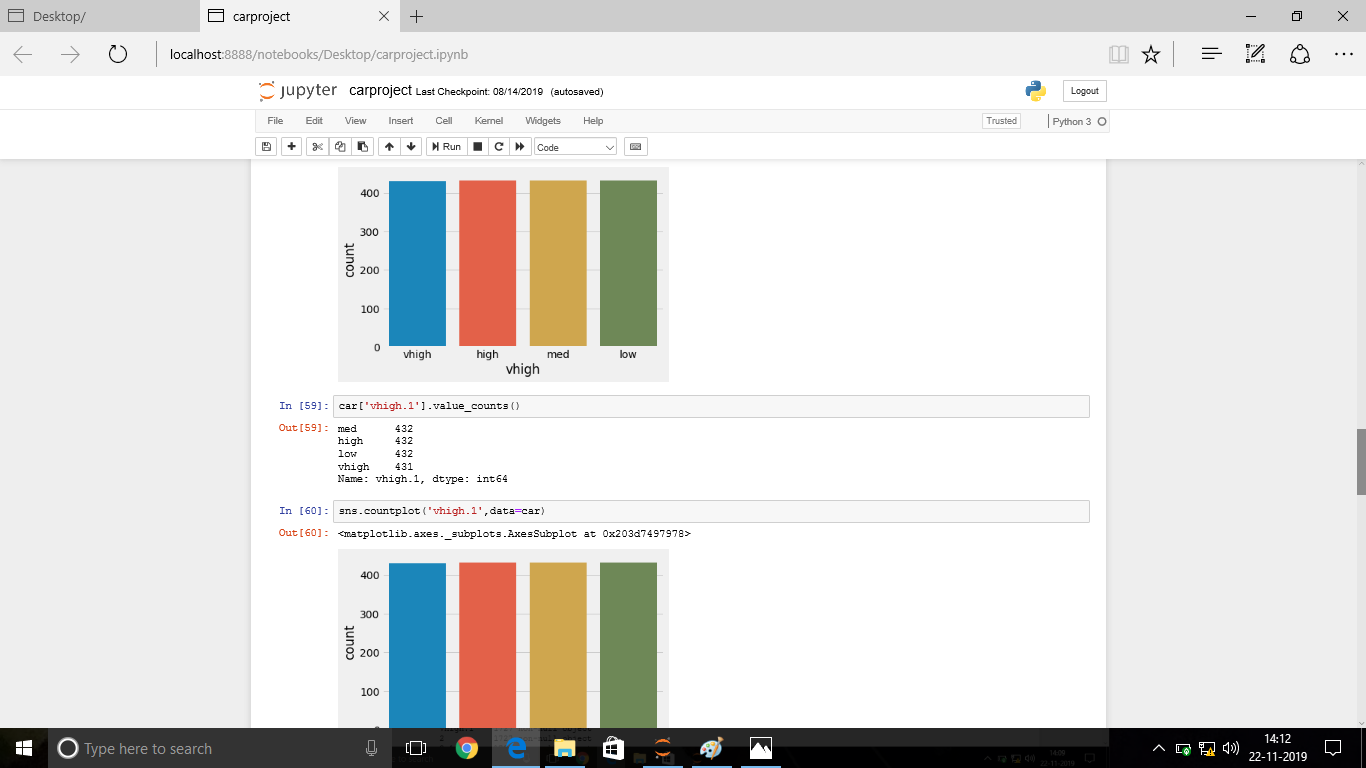 Desktop/
carproject
localhost:8888/notebooks/Desktop/carproject.ipynb
jupyter carproject Last Checkpoint: 08/14/2019 (autosaved)
Logout
File Edit View Insert Cell Kernel Widgets Help
Trusted
Python 3
Run
Code
400
300
200
100
0
count
vhigh high med low
vhigh
In [59]: car['vhigh.1'].value_counts()
Out[59]: med 432
high 432
low 432
vhigh 431
Name: vhigh.1, dtype: int64
In [60]: sns.countplot('vhigh.1',data=car)
Out[60]: <matplotlib.axes._subplots.AxesSubplot at 0x203d7497978>
400
300
200
100
count
Type here to search
14:12
22-11-2019